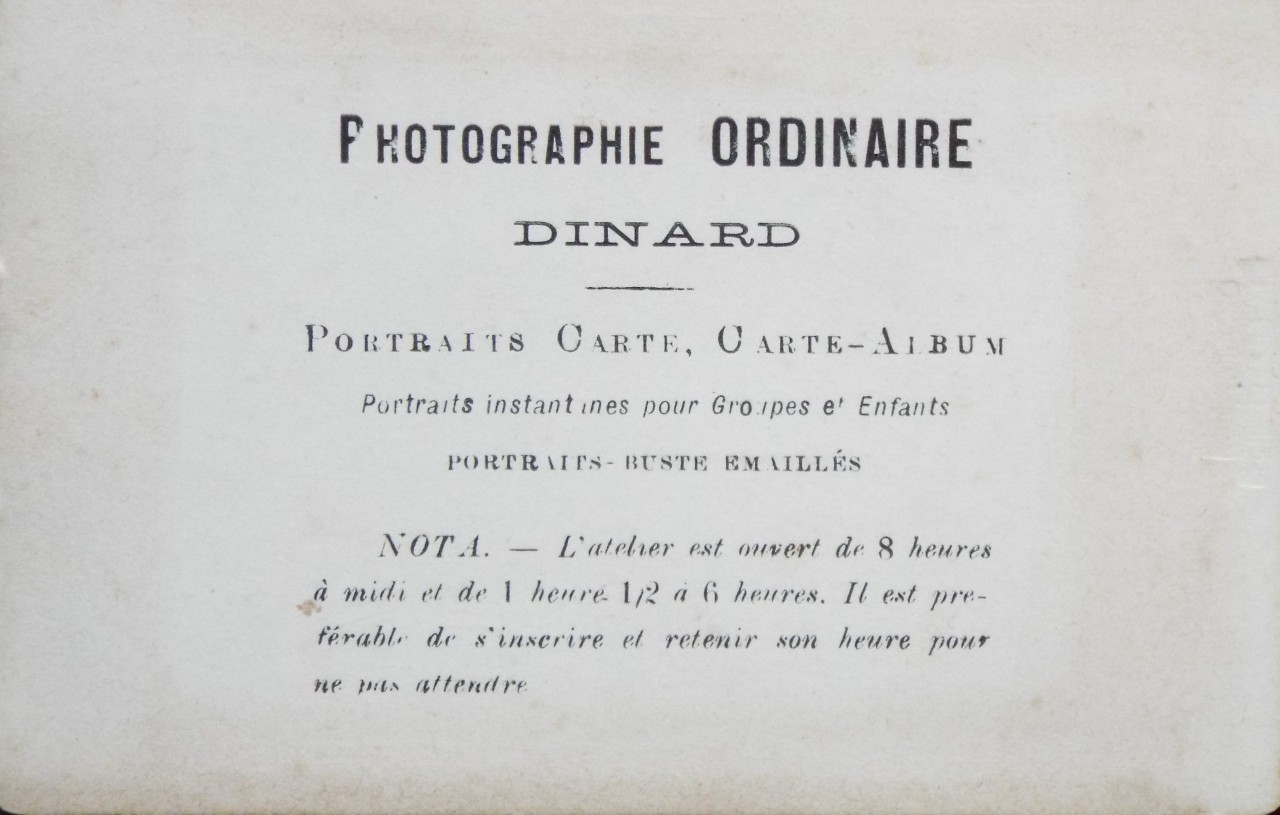 PHOTOGRAPHIE ORDINAIRE
DINARD
PORTRAITS CARTE, CARTE-ALBUM
Portraits instantanes pour Groupes et Enfants
PORTRAITS-BUSTE EMAILLÉS
NOTA. — L'atelier est ouvert de 8 heures
à midi et de 1 heure 1/2 à 6 heures. Il est pre-
férable de s'inscrire et retenir son heure pour
ne pas attendre